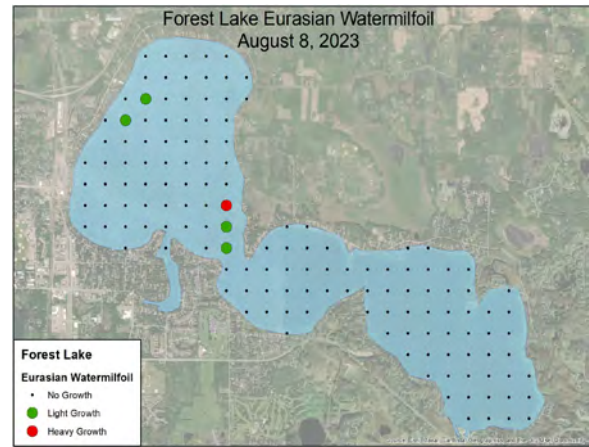 Forest Lake Eurasian Watermilfoil
August 8, 2023
Forest Lake
Eurasian Watermilfoil
No Growth
Light Growth
Heavy Growth